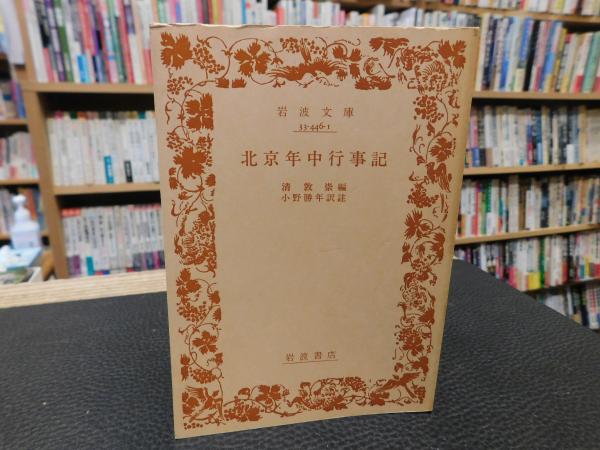 岩波文庫
33-446-1
北京年中行事記
清 敦崇編
小野勝年訳註
岩波書店